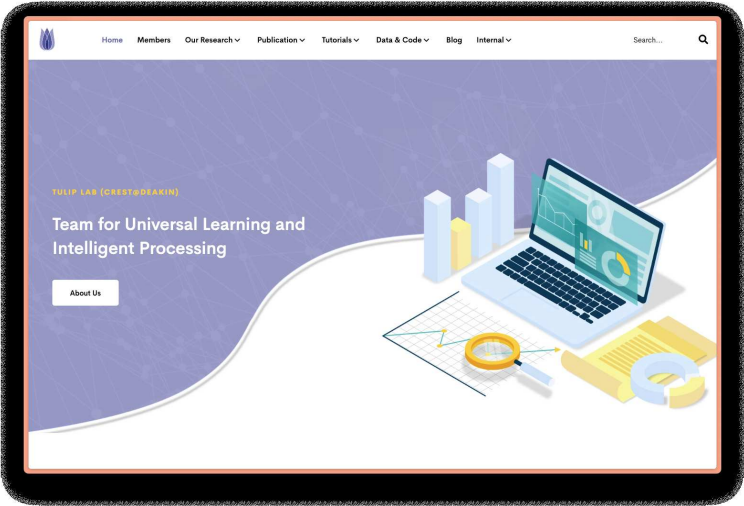 Home Members Our Research Publication Tutorials Data & Code Blog Internal Search...
TULIP LAB (CREST@DEAKIN)
Team for Universal Learning and
Intelligent Processing
About Us